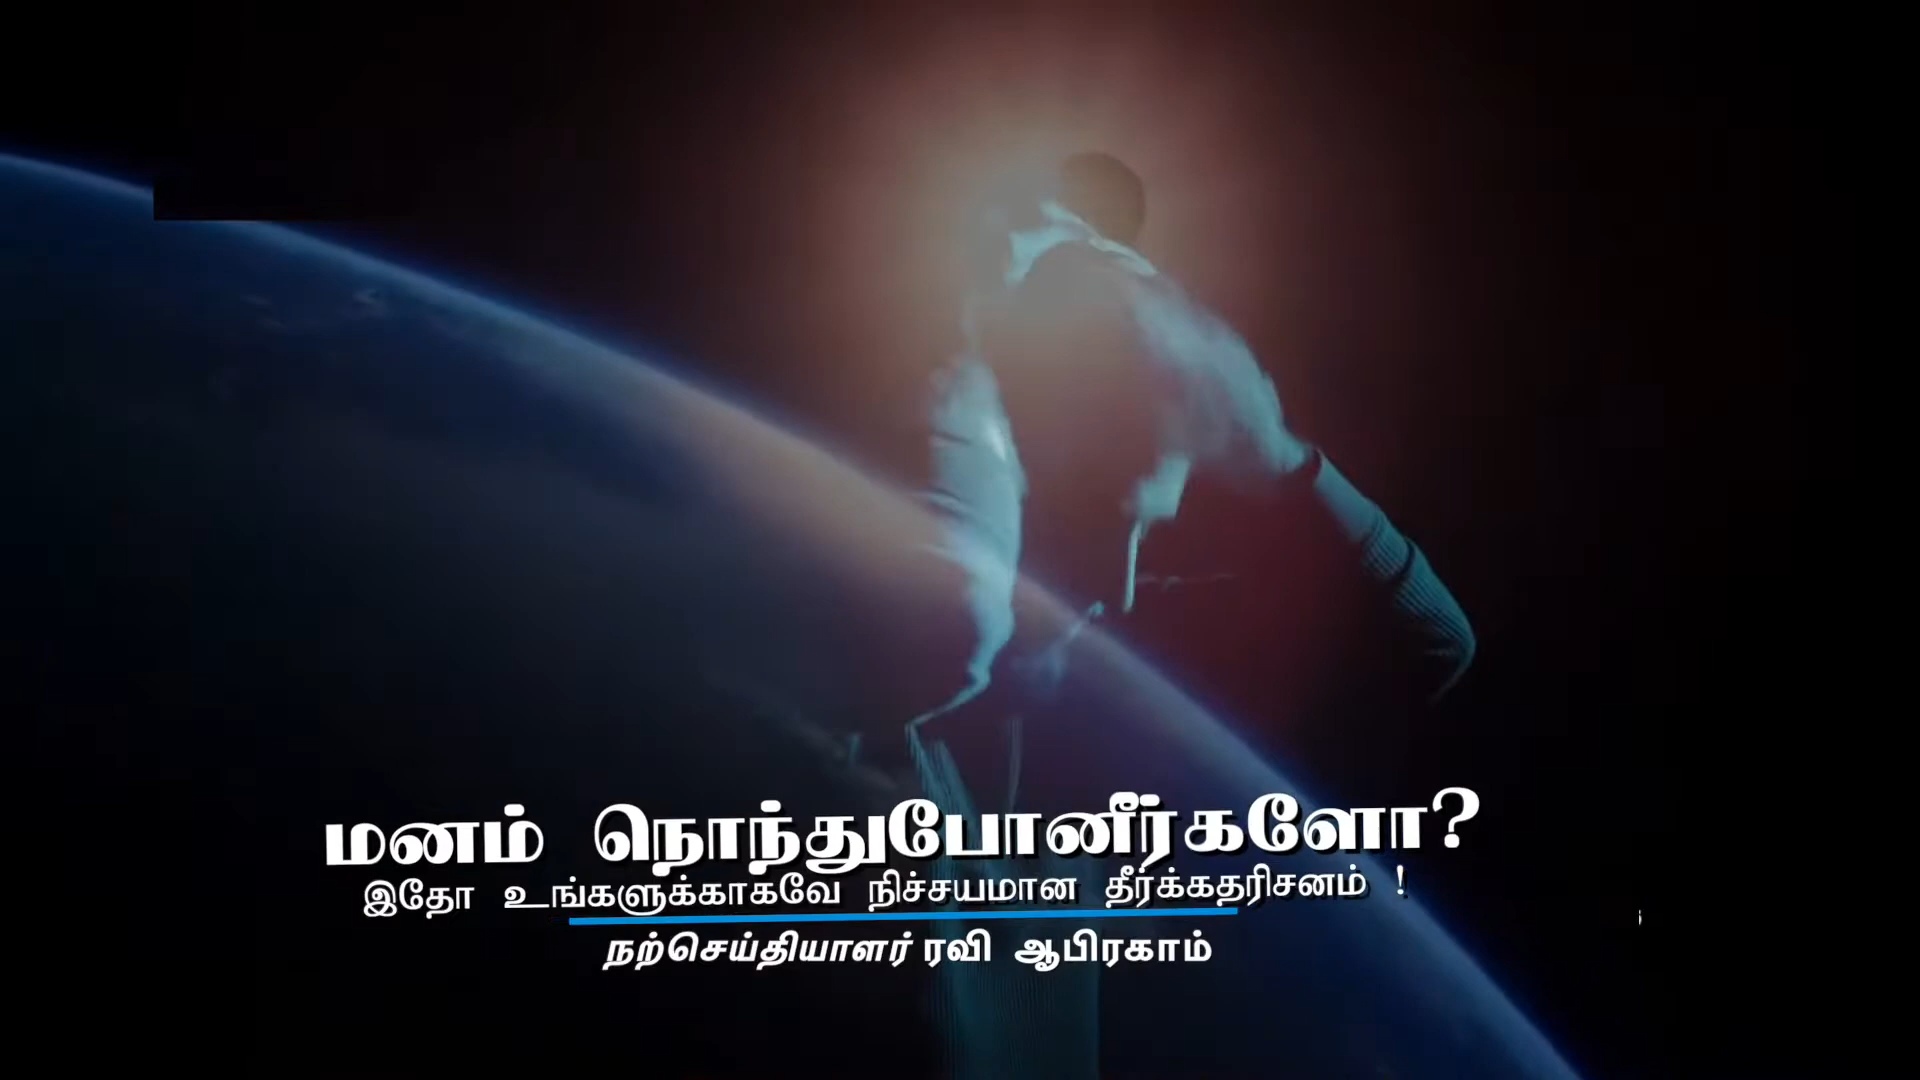 மனம் நொந்துபோனீர்களோ?
இதோ உங்களுக்காகவே நிச்சயமான தீர்க்கதரிசனம் !
நற்செய்தியாளர் ரவி ஆபிரகாம்